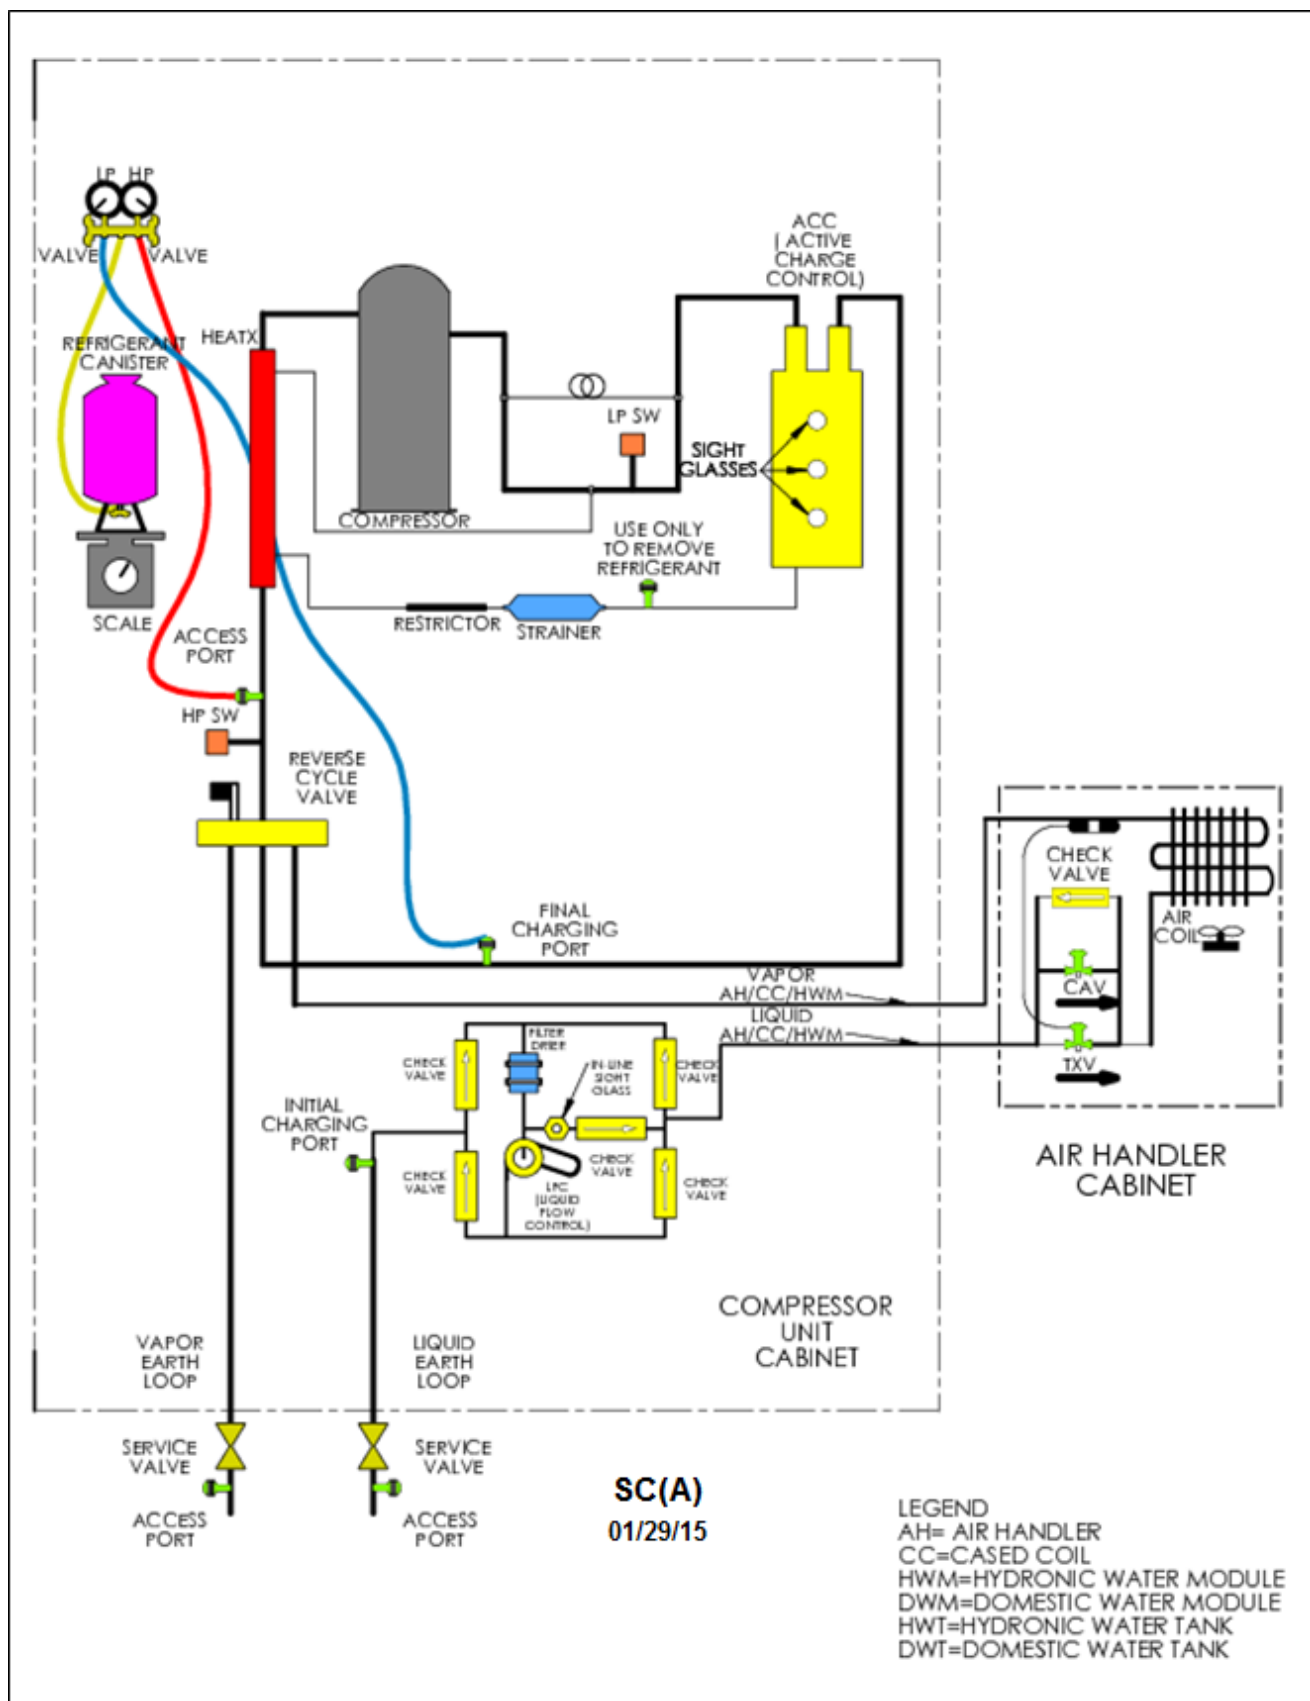 LP HP
VALVE
VALVE
REFRIGERANT
CANISTER
SCALE
HEATX
COMPRESSOR
ACC
( ACTIVE
CHARGE
CONTROL)
LP SW
SIGHT
GLASSES
USE ONLY
TO REMOVE
REFRIGERANT
RESTRICTOR
STRAINER
ACCESS
PORT
HP SW
REVERSE
CYCLE
VALVE
FINAL
CHARGING
PORT
VAPOR
AH/CC/HWM
LIQUID
AH/CC/HWM
CHECK
VALVE
AIR
COIL
CAV
TXV
AIR HANDLER
CABINET
FILTER
DRIER
CHECK
VALVE
IN-LINE
SIGHT
GLASS
CHECK
VALVE
INITIAL
CHARGING
PORT
CHECK
VALVE
LFC
(LIQUID
FLOW
CONTROL)
CHECK
VALVE
CHECK
VALVE
COMPRESSOR
UNIT
CABINET
VAPOR
EARTH
LOOP
LIQUID
EARTH
LOOP
SERVICE
VALVE
SERVICE
VALVE
ACCESS
PORT
ACCESS
PORT
SC(A)
01/29/15
LEGEND
AH= AIR HANDLER
CC=CASED COIL
HWM=HYDRONIC WATER MODULE
DWM=DOMESTIC WATER MODULE
HWT=HYDRONIC WATER TANK
DWT=DOMESTIC WATER TANK